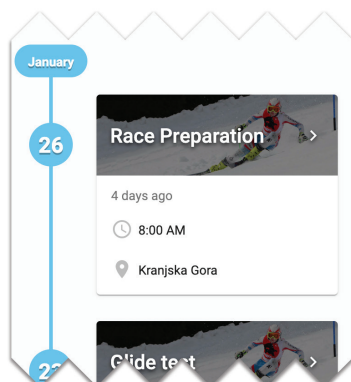 January
26
Race Preparation
4 days ago
8:00 AM
Kranjska Gora
Glide test